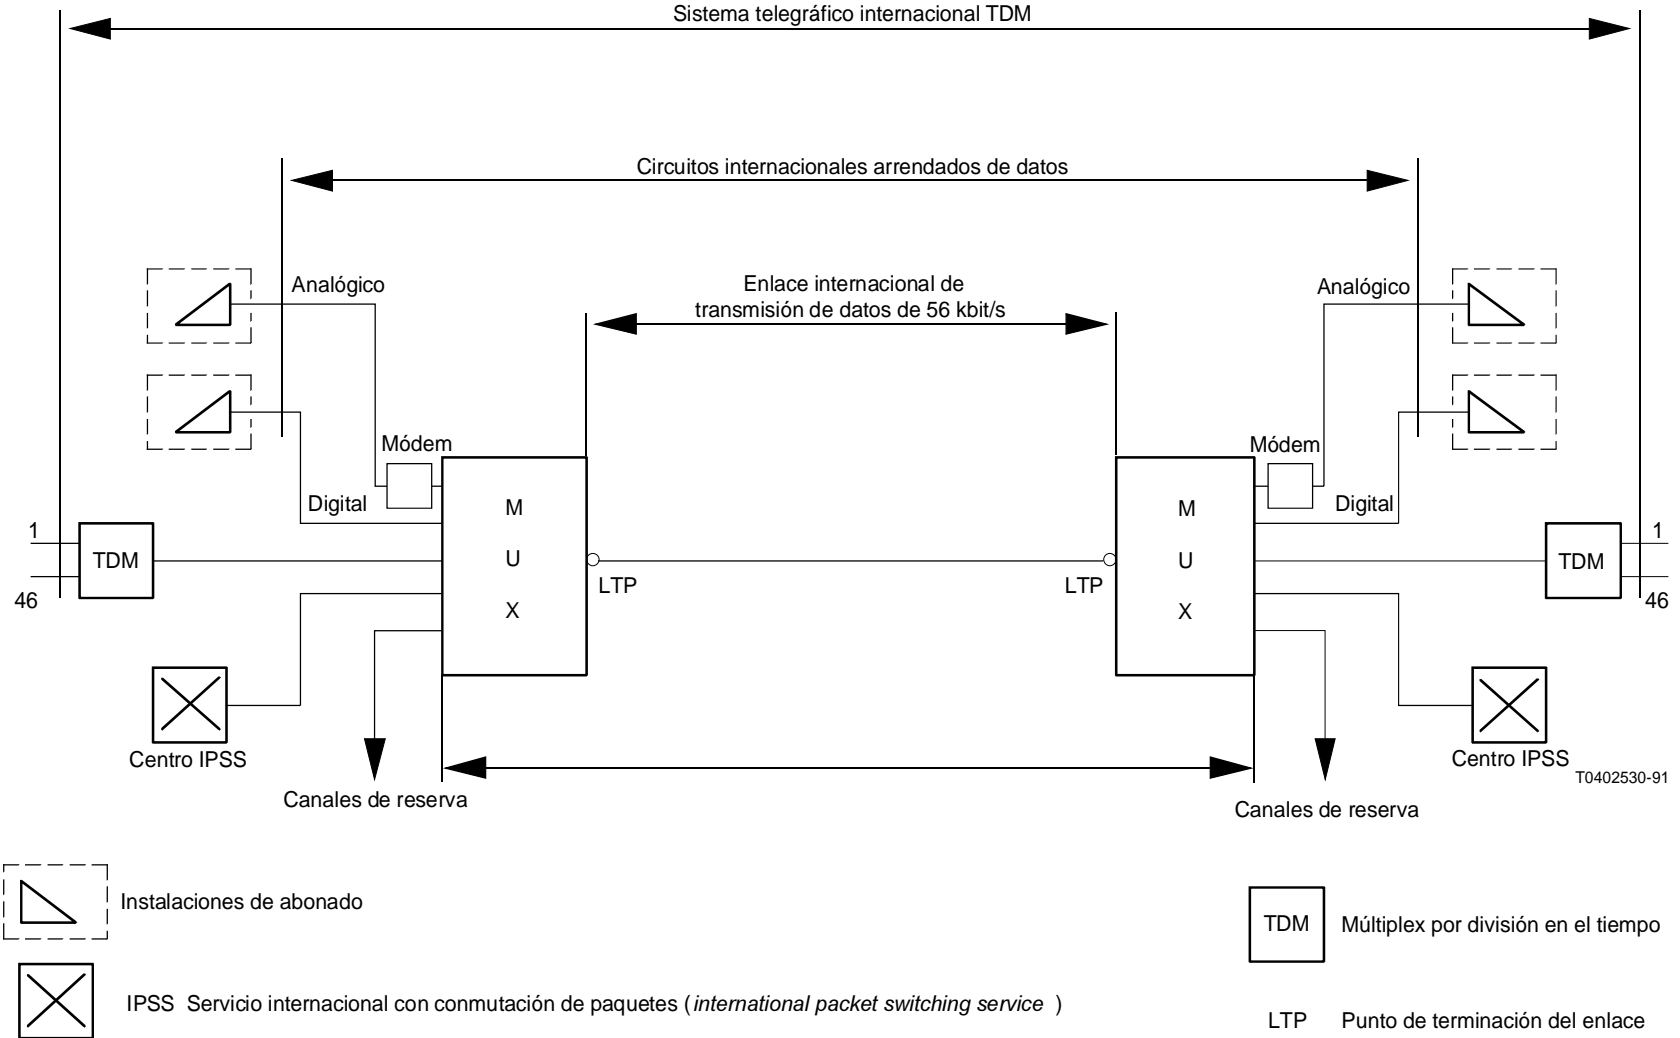 Sistema telegráfico internacional TDM
Circuitos internacionales arrendados de datos
Analógico
Enlace internacional de
transmisión de datos de 56 kbit/s
Analógico
Módem
Módem
Digital
Digital
M
U
X
M
U
X
1
46
TDM
LTP
LTP
TDM
1
46
Centro IPSS
Centro IPSS
T0402530-91
Canales de reserva
Canales de reserva
Instalaciones de abonado
TDM Múltiplex por división en el tiempo
IPSS Servicio internacional con conmutación de paquetes (international packet switching service )
LTP Punto de terminación del enlace